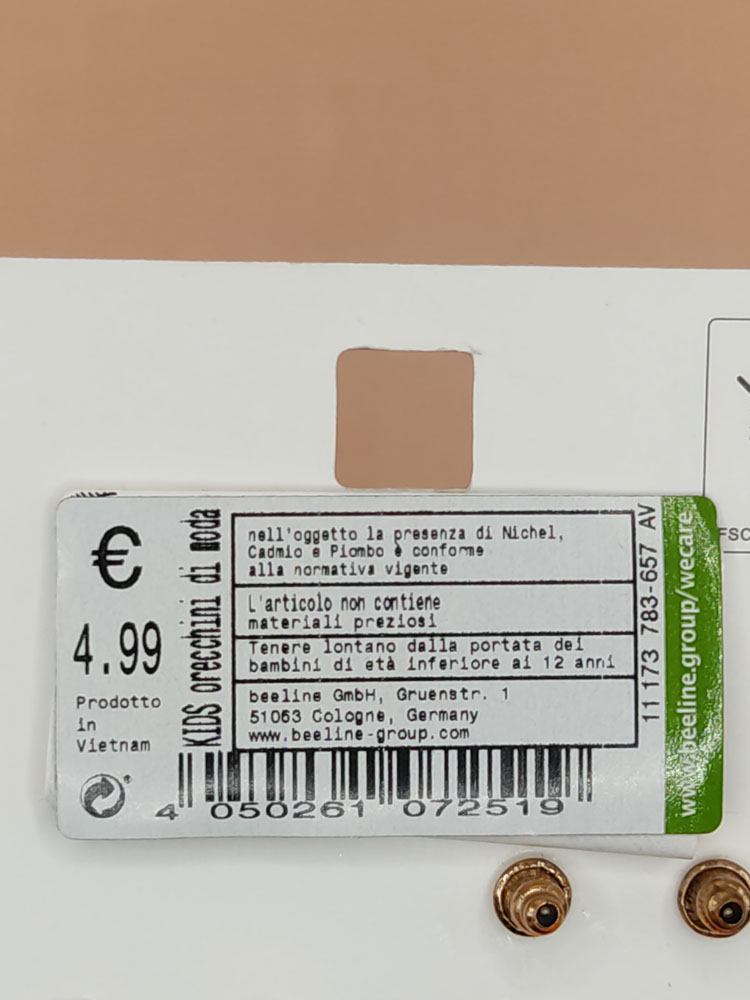 €
4.99
Prodotto
in
Vietnam
KIDS orecchini di moda
nell'oggetto la presenza di Nichel,
Cadmio e Piombo è conforme
alla normativa vigente
L'articolo non contiene
materiali preziosi
Tenere lontano dalla portata dei
bambini di età inferiore ai 12 anni
beeline GmbH, Gruenstr. 1
51063 Cologne, Germany
www.beeline-group.com
4 050261 072519
11 173 783-657 AV
www.beeline.group/wecare
FSC